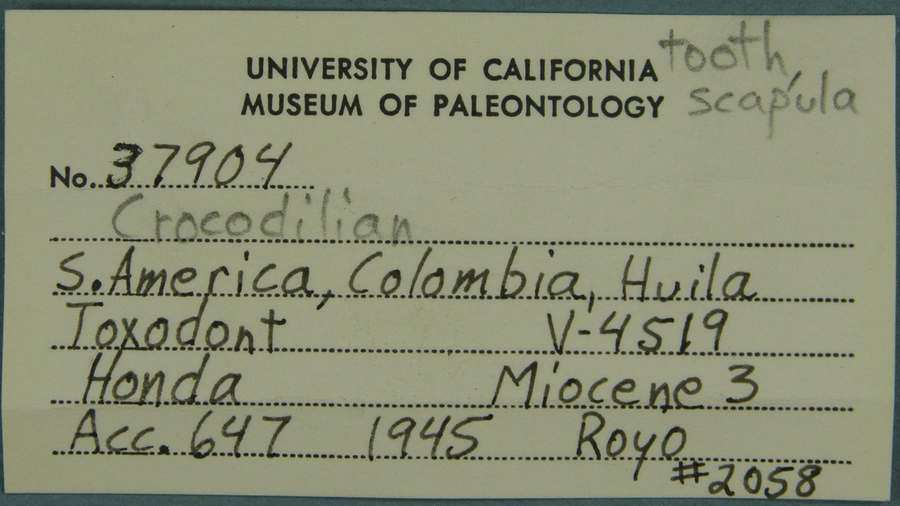 UNIVERSITY OF CALIFORNIA
MUSEUM OF PALEONTOLOGY
tooth,
scapula
No. 37904
Crocodilian
S. America, Colombia, Huila
Toxodont V-4519
Honda Miocene 3
Acc. 647 1945 Royo
#2058